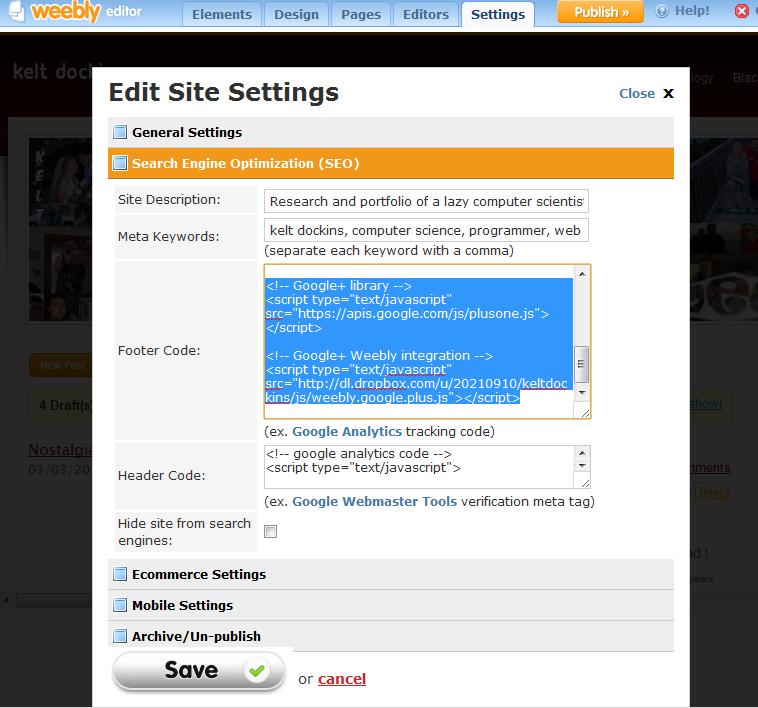 weebly editor
Elements
Design
Pages
Editors
Settings
Publish »
Help!
kelt dockins
Edit Site Settings
Close X
General Settings
Search Engine Optimization (SEO)
Site Description:
Research and portfolio of a lazy computer scientist
Meta Keywords:
kelt dockins, computer science, programmer, web
(separate each keyword with a comma)
Footer Code:
<!-- Google+ library -->
<script type="text/javascript"
src="https://apis.google.com/js/plusone.js">
</script>
<!-- Google+ Weebly integration -->
<script type="text/javascript"
src="http://dl.dropbox.com/u/20210910/keltdoc
kins/js/weebly.google.plus.js"></script>
(ex. Google Analytics tracking code)
Header Code:
<!-- google analytics code -->
<script type="text/javascript">
(ex. Google Webmaster Tools verification meta tag)
Hide site from search
engines:
Ecommerce Settings
Mobile Settings
Archive/Un-publish
Save
or cancel
New Post
4 Draft(s)
show)
Nostalgia
03/03/20
mments
Delete
d I
years